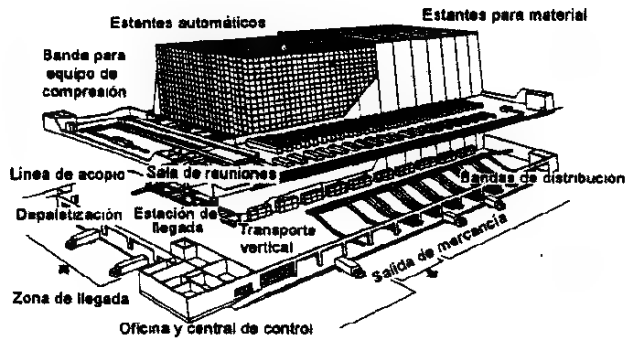 Estantes automáticos
Estantes para material
Banda para
equipo de
compresión
Línea de acopio
Sala de reuniones
Bandas de distribución
Depaletización
Estación de
llegada
Transporte
vertical
Salida de mercancía
Zona de llegada
Oficina y central de control